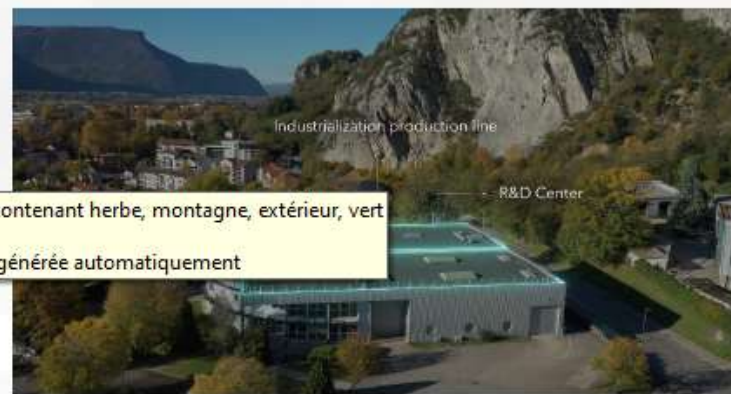 Industrialization production line
R&D Center
ontenant herbe, montagne, extérieur, vert
générée automatiquement